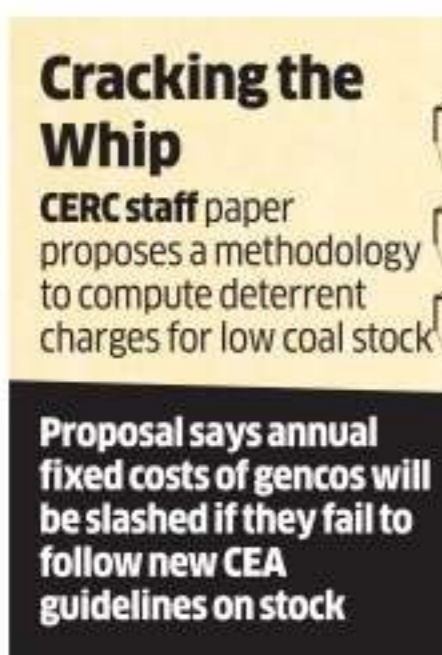 Cracking the
Whip
CERC staff paper
proposes a methodology
to compute deterrent
charges for low coal stock
Proposal says annual
fixed costs of gencos will
be slashed if they fail to
follow new CEA
guidelines on stock